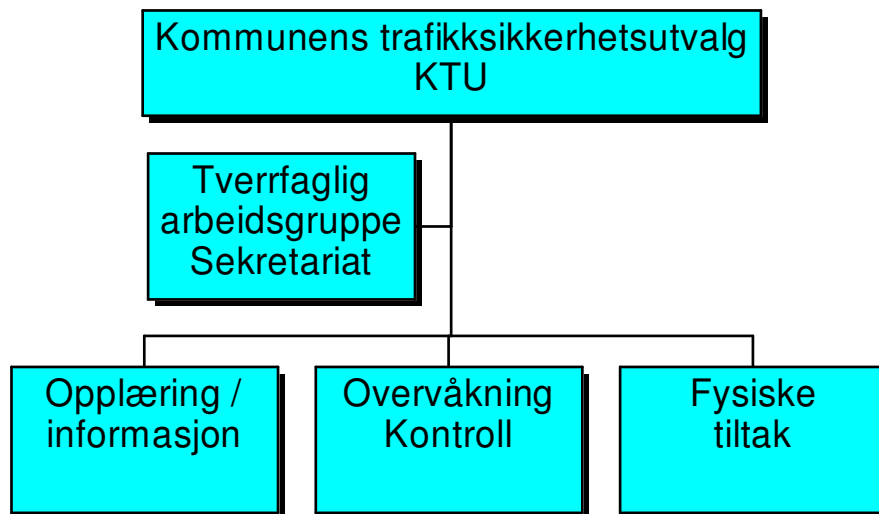 Kommunens trafikksikkerhetsutvalg
KTU
Tverrfaglig
arbeidsgruppe
Sekretariat
Opplæring /
informasjon
Overvåkning
Kontroll
Fysiske
tiltak